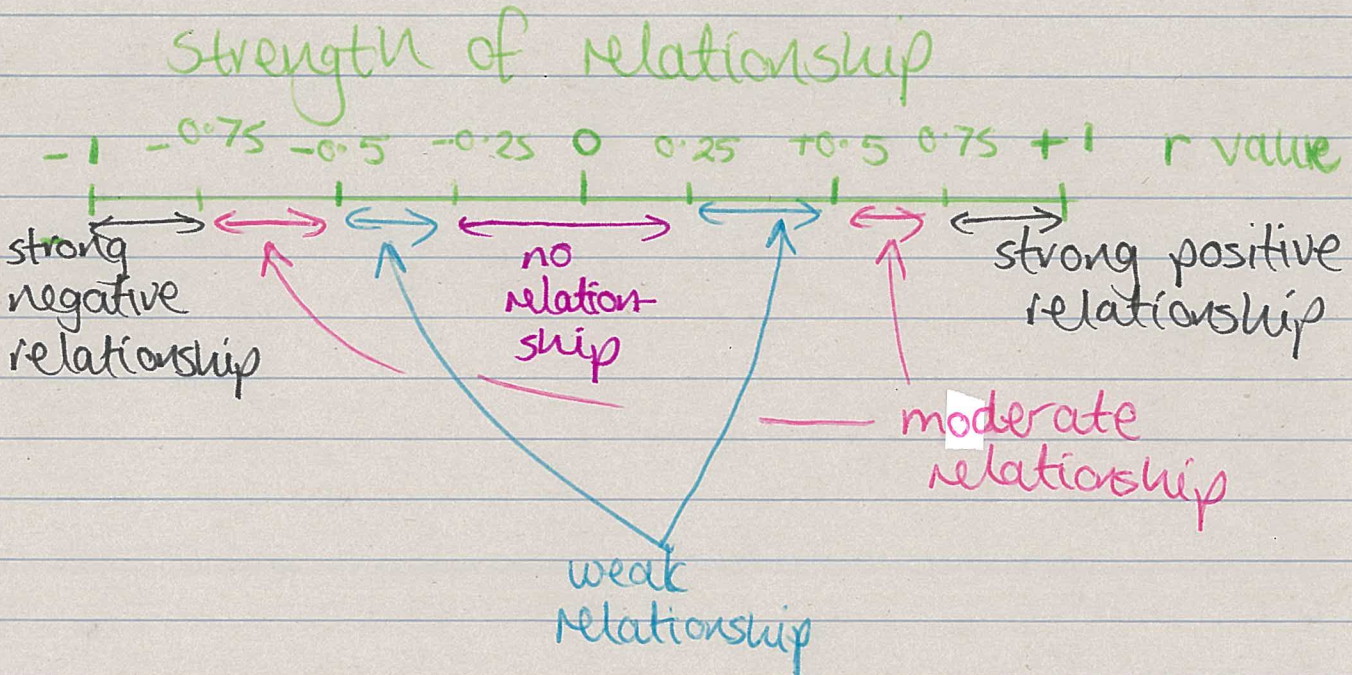 strength of relationship
-1 -0.75 -0.5 -0.25 0 0.25 +0.5 0.75 +1 r value
strong
negative
relationship
no
relation-
ship
strong positive
relationship
moderate
relationship
weak
relationship